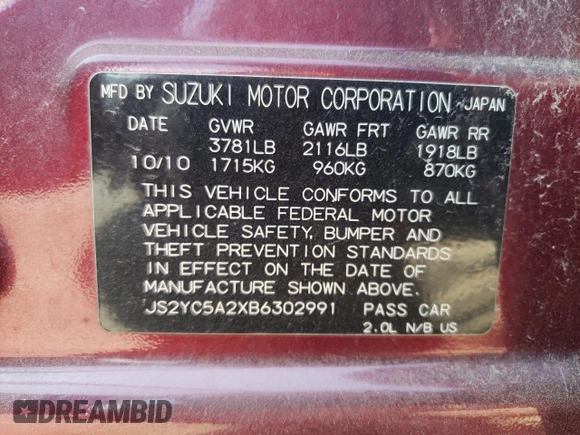 MFD BY SUZUKI MOTOR CORPORATION JAPAN
DATE GVWR GAWR FRT GAWR RR
3781LB 2116LB 1918LB
10/10 1715KG 960KG 870KG
THIS VEHICLE CONFORMS TO ALL
APPLICABLE FEDERAL MOTOR
VEHICLE SAFETY, BUMPER AND
THEFT PREVENTION STANDARDS
IN EFFECT ON THE DATE OF
MANUFACTURE SHOWN ABOVE.
JS2YC5A2XB6302991 PASS CAR
2.0L N/B US
DREAMBID